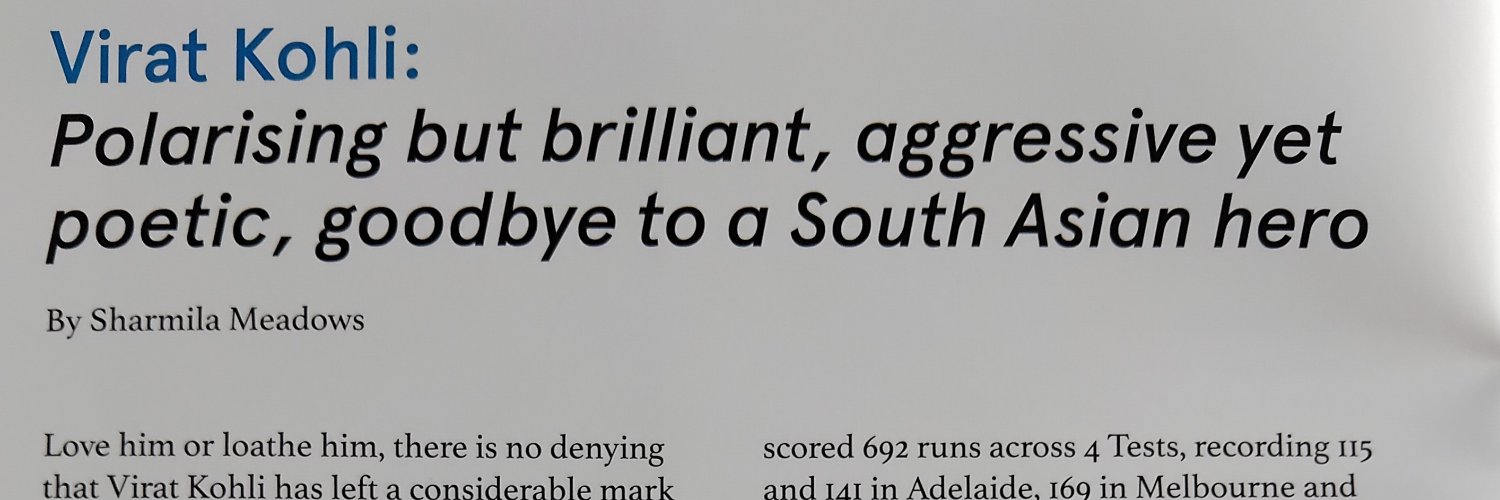 Virat Kohli:
Polarising but brilliant, aggressive yet
poetic, goodbye to a South Asian hero
By Sharmila Meadows
Love him or loathe him, there is no denying
that Virat Kohli has left a considerable mark
scored 692 runs across 4 Tests, recording 115
and 141 in Adelaide, 169 in Melbourne and